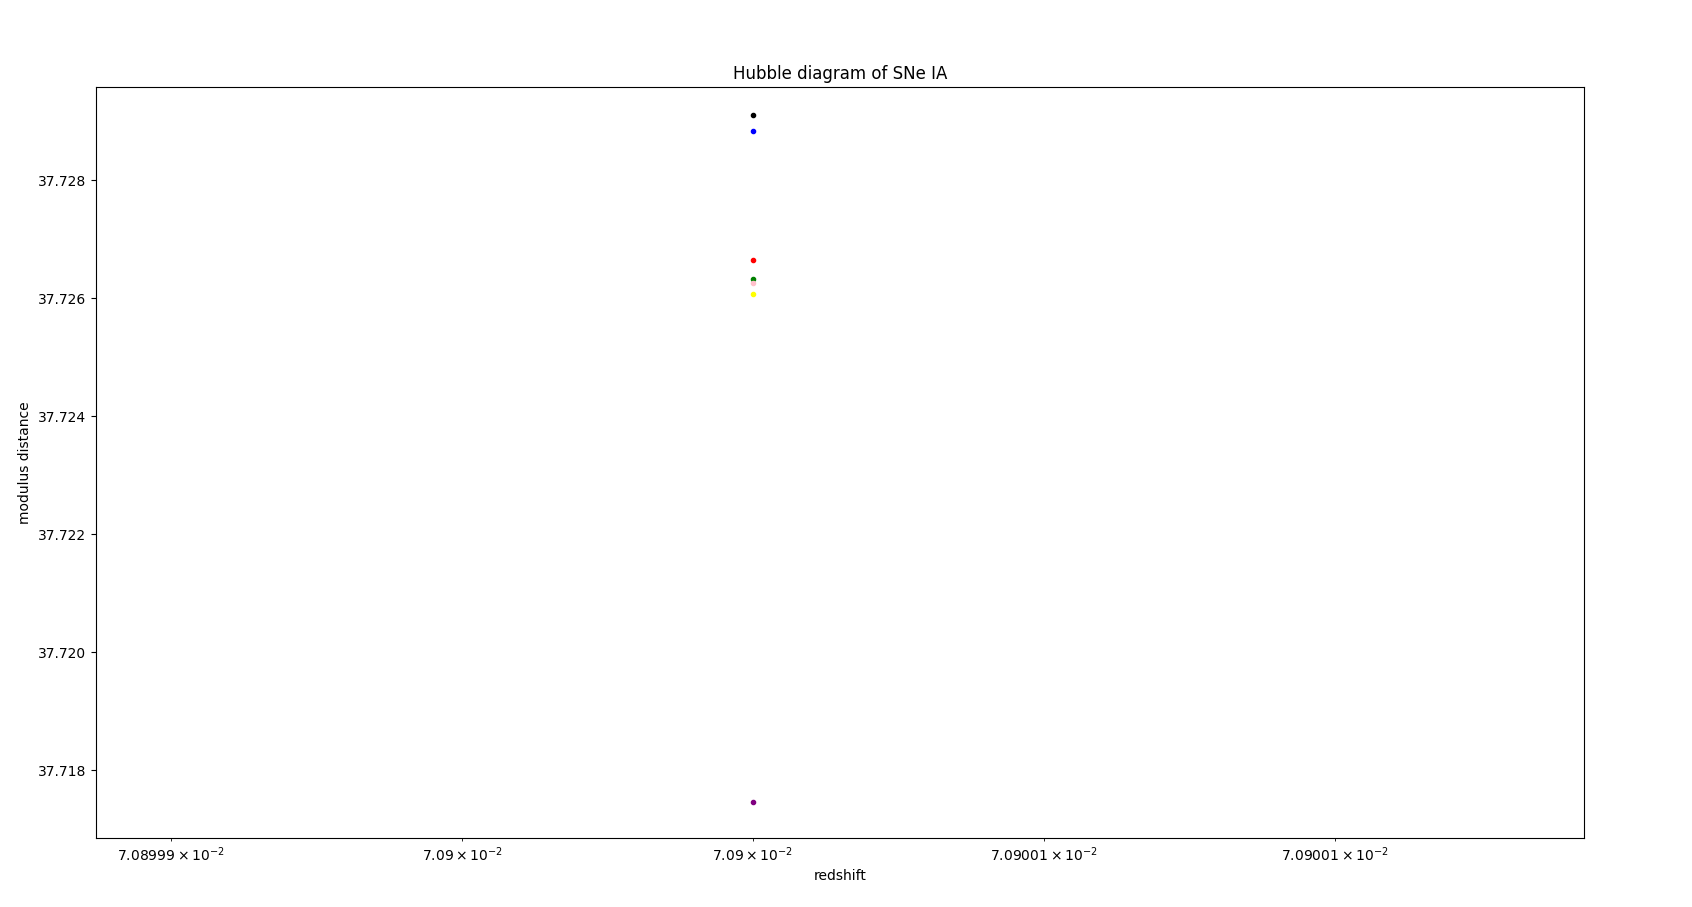 Hubble diagram of SNe IA
37.728
37.726
37.724
37.722
37.720
37.718
modulus distance
7.08999 × 10⁻²
7.09 × 10⁻²
7.09 × 10⁻²
7.09001 × 10⁻²
7.09001 × 10⁻²
redshift